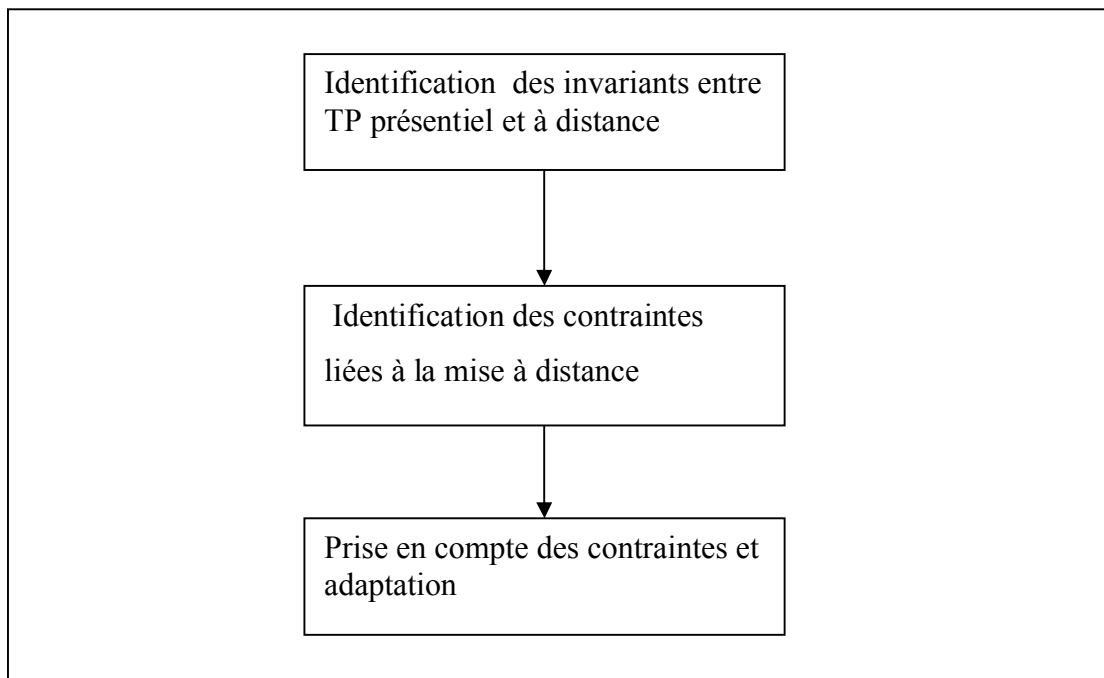 Identification des invariants entre
TP présentiel et à distance
Identification des contraintes
liées à la mise à distance
Prise en compte des contraintes et
adaptation